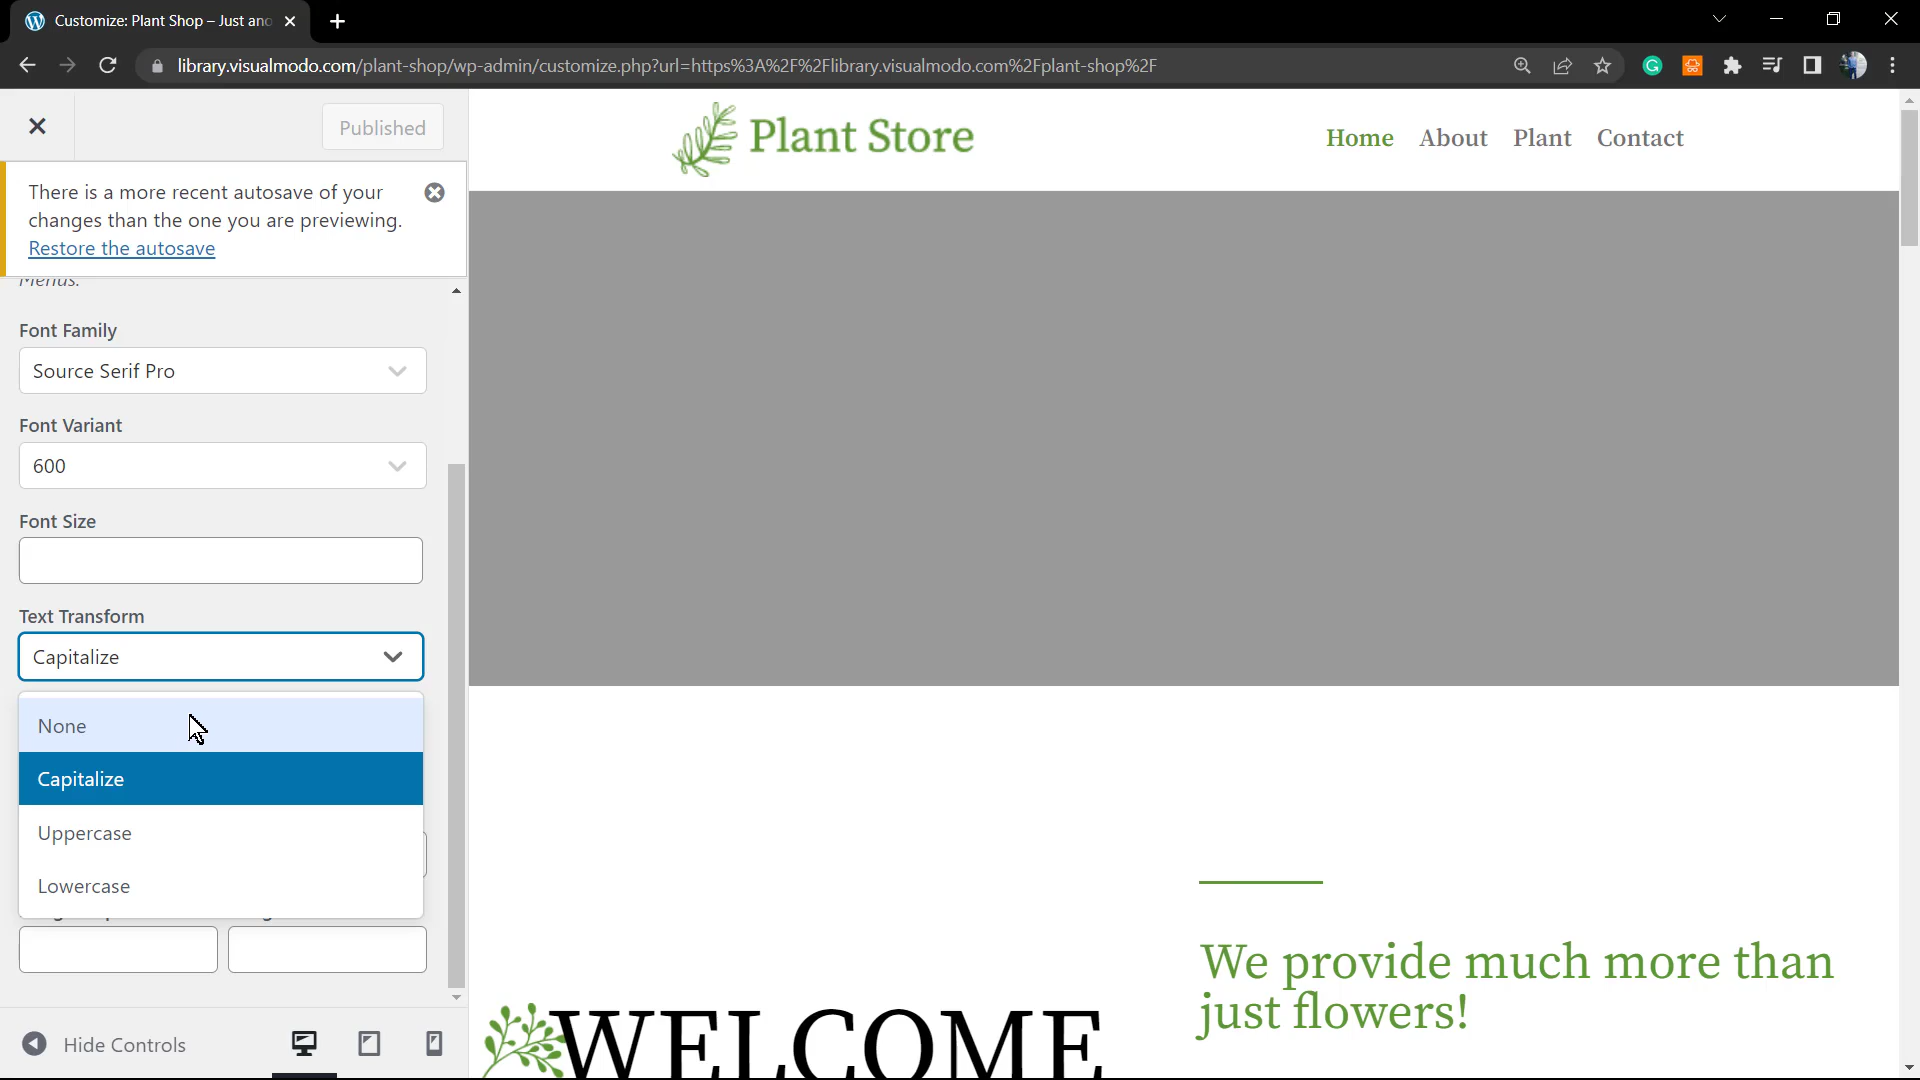 Customize: Plant Shop – Just and
library.visualmodo.com/plant-shop/wp-admin/customize.php?url=https%3A%2F%2Flibrary.visualmodo.com%2Fplant-shop%2F
Published
There is a more recent autosave of your
changes than the one you are previewing.
Restore the autosave
Menus.
Font Family
Source Serif Pro
Font Variant
600
Font Size
Text Transform
Capitalize
None
Capitalize
Uppercase
Lowercase
Hide Controls
Plant Store
Home About Plant Contact
We provide much more than
just flowers!
WELCOME